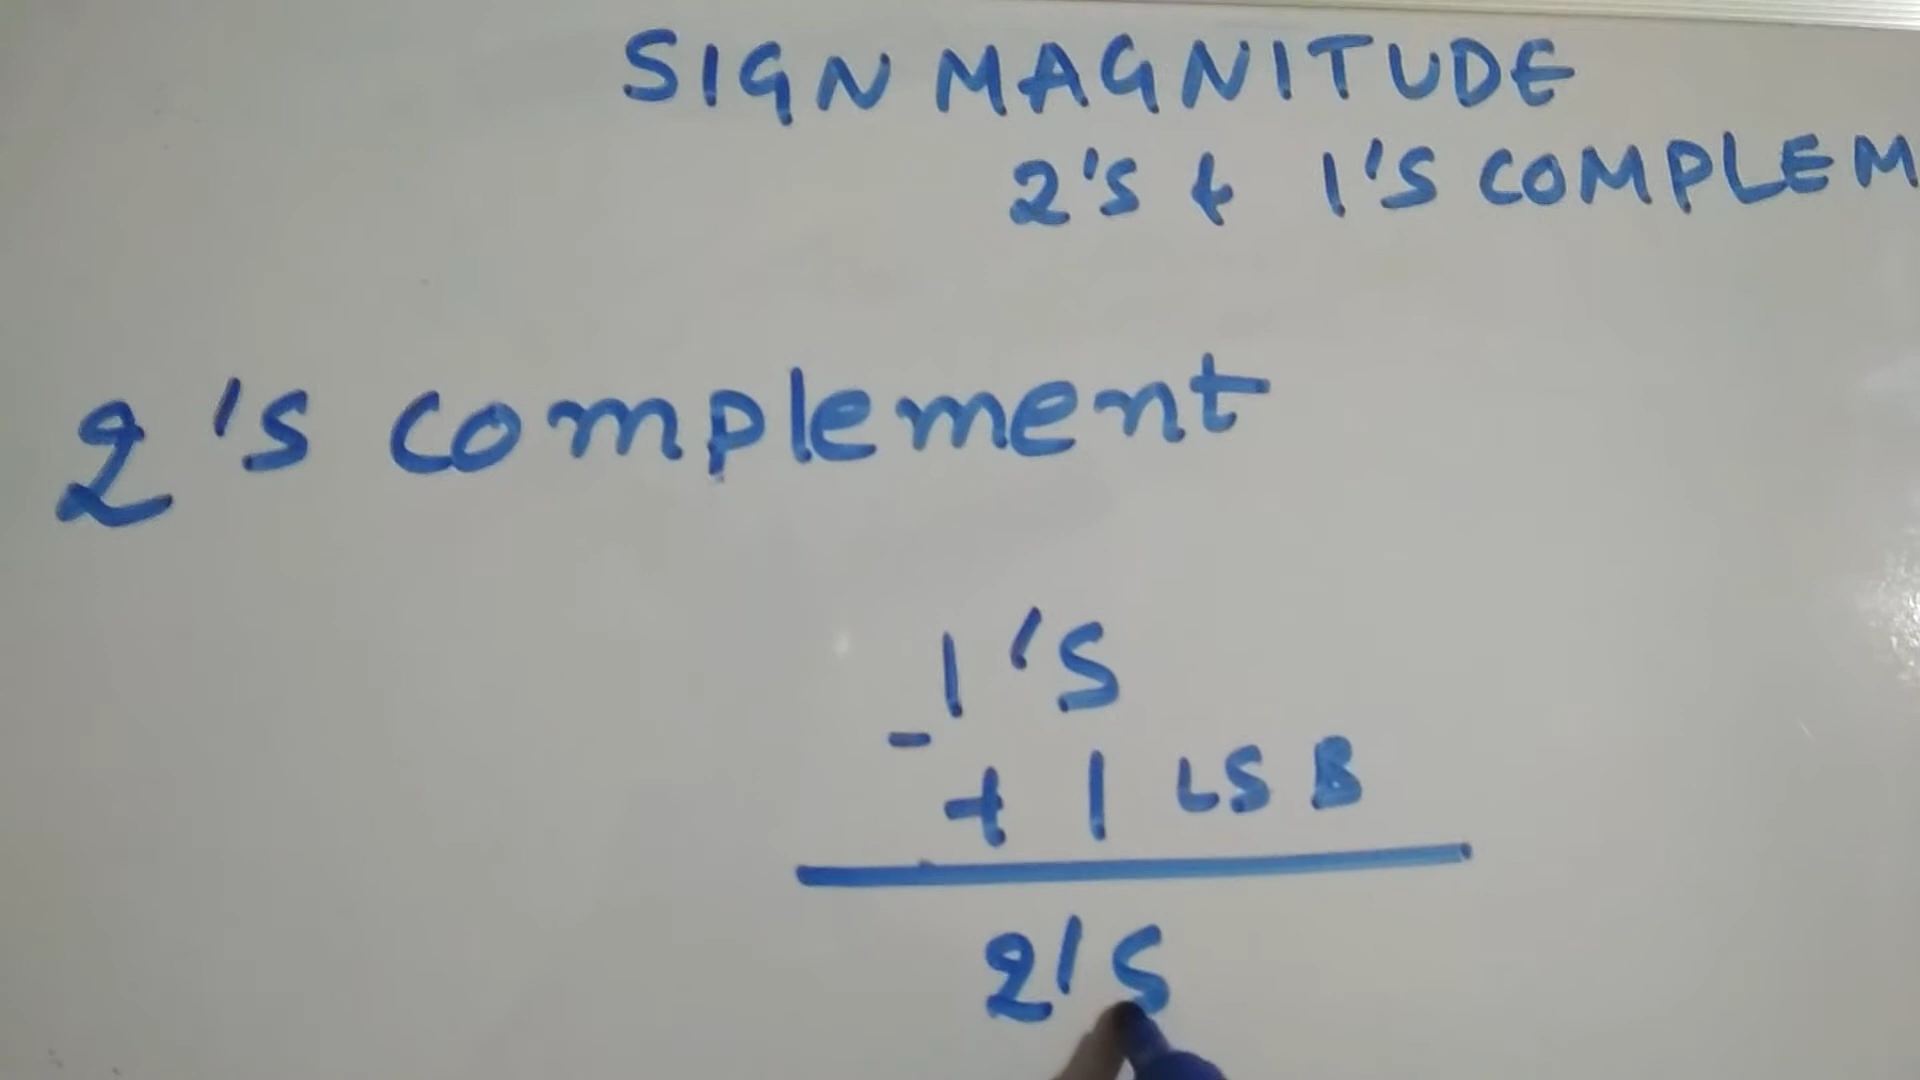 SIGN MAGNITUDE
2's & 1's COMPLEM
2's complement
1's
+ 1 LSB
2's